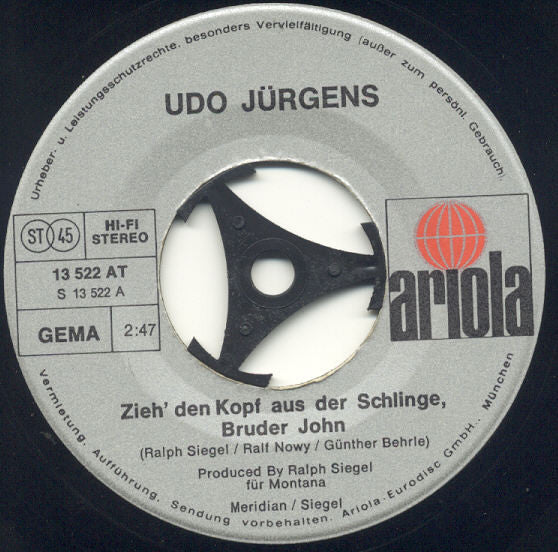 Urheber- u. Leistungsschutzrechte, besonders Vervielfältigung (außer zum persönl. Gebrauch),
UDO JÜRGENS
ST 45
HI-FI
STEREO
13 522 AT
S 13 522 A
GEMA 2:47
ariola
Zieh' den Kopf aus der Schlinge,
Bruder John
(Ralph Siegel / Ralf Nowy / Günther Behrle)
Produced By Ralph Siegel
für Montana
Meridian / Siegel
Vermietung, Aufführung, Sendung vorbehalten. Ariola-Eurodisc GmbH., München